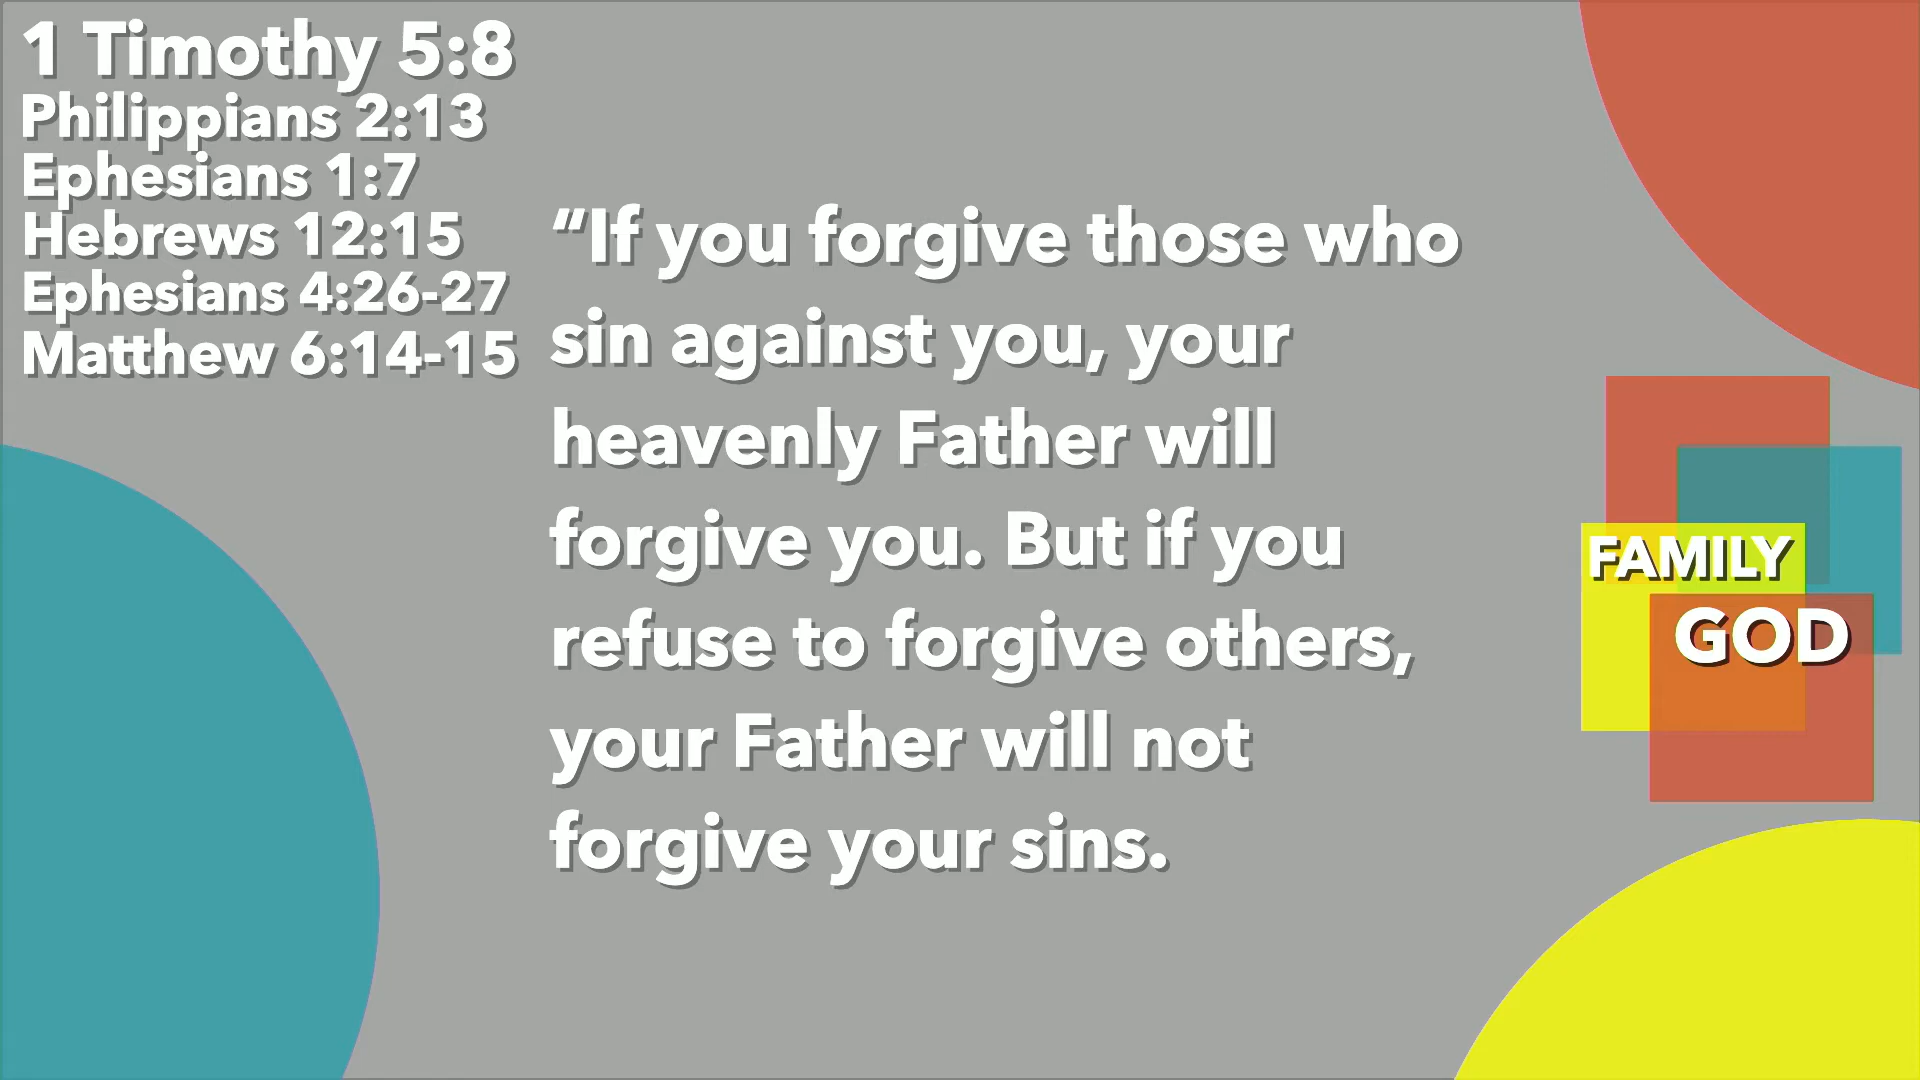 1 Timothy 5:8
Philippians 2:13
Ephesians 1:7
Hebrews 12:15
Ephesians 4:26-27
Matthew 6:14-15
“If you forgive those who
sin against you, your
heavenly Father will
forgive you. But if you
refuse to forgive others,
your Father will not
forgive your sins.
FAMILY
GOD